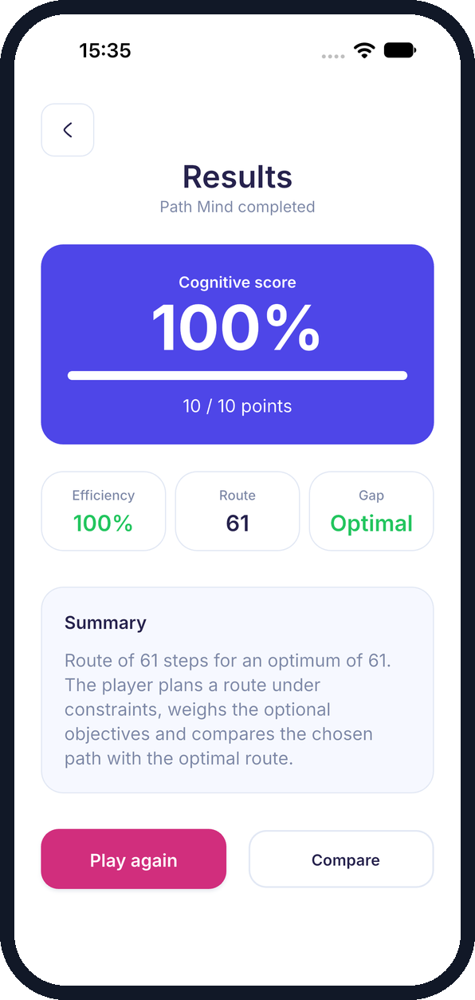 15:35
Results
Path Mind completed
Cognitive score
100%
10 / 10 points
Efficiency
100%
Route
61
Gap
Optimal
Summary
Route of 61 steps for an optimum of 61.
The player plans a route under
constraints, weighs the optional
objectives and compares the chosen
path with the optimal route.
Play again
Compare